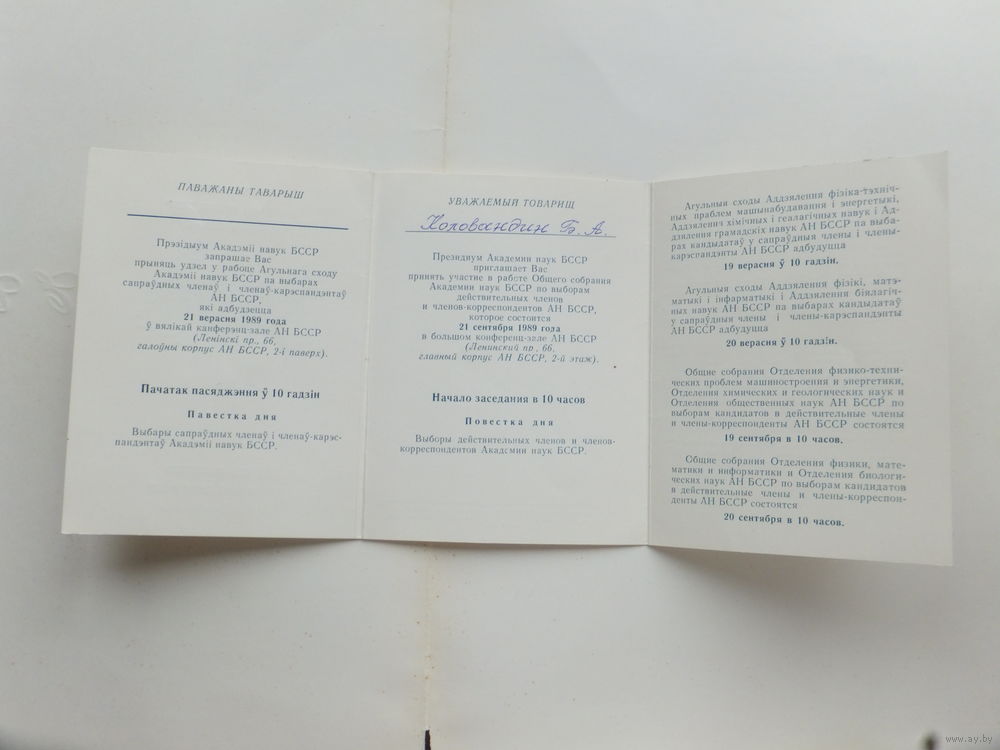 ПАВАЖАНЫ ТАВАРЫШ
Прэзідыум Акадэміі навук БССР
запрашае Вас
прыняць удзел у рабоце Агульнага сходу
Акадэміі навук БССР па выбарах
сапраўдных членаў і членаў-карэспандэнтаў
АН БССР,
які адбудзецца
21 верасня 1989 года
ў вялікай канферэнц-зале АН БССР
(Ленінскі пр., 66,
галоўны корпус АН БССР, 2-і паверх).
Пачатак пасяджэння ў 10 гадзін
Павестка дня
Выбары сапраўдных членаў і членаў-карэс-
пандэнтаў Акадэміі навук БССР.
УВАЖАЕМЫЙ ТОВАРИЩ
Коловандин Б. А.
Президиум Академии наук БССР
приглашает Вас
принять участие в работе Общего собрания
Академии наук БССР по выборам
действительных членов
и членов-корреспондентов АН БССР,
которое состоится
21 сентября 1989 года
в большом конференц-зале АН БССР
(Ленинский пр., 66,
главный корпус АН БССР, 2-й этаж).
Начало заседания в 10 часов
Повестка дня
Выборы действительных членов и членов-
корреспондентов Академии наук БССР.
Агульныя сходы Аддзялення фізіка-тэхніч-
ных праблем машынабудавання і энергетыкі,
Аддзялення хімічных і геалагічных навук і Ад-
дзялення грамадскіх навук АН БССР па выба-
рах кандыдатаў у сапраўдныя члены і члены-
карэспандэнты АН БССР адбудуцца
19 верасня ў 10 гадзін.
Агульныя сходы Аддзялення фізікі, матэ-
матыкі і інфарматыкі і Аддзялення біялагіч-
ных навук АН БССР па выбарах кандыдатаў
у сапраўдныя члены і члены-карэспандэнты
АН БССР адбудуцца
20 верасня ў 10 гадзін.
Общие собрания Отделения физико-техни-
ческих проблем машиностроения и энергетики,
Отделения химических и геологических наук и
Отделения общественных наук АН БССР по
выборам кандидатов в действительные члены
и члены-корреспонденты АН БССР состоятся
19 сентября в 10 часов.
Общие собрания Отделения физики, мате-
матики и информатики и Отделения биологи-
ческих наук АН БССР по выборам кандидатов
в действительные члены и члены-корреспон-
денты АН БССР состоятся
20 сентября в 10 часов.
www.ay.by